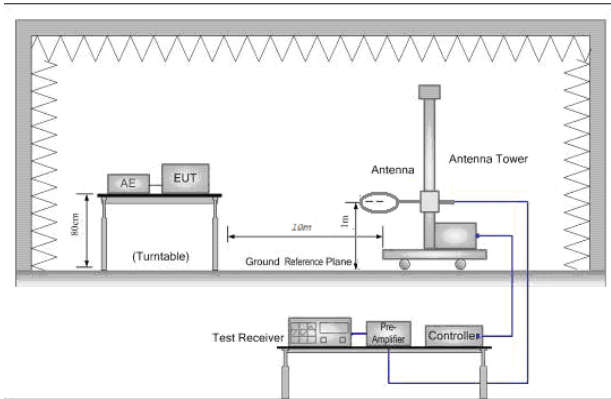 Antenna
Antenna Tower
AE
EUT
80cm
(Turntable)
10m
1m
Ground Reference Plane
Test Receiver
Pre-
Amplifier
Controller